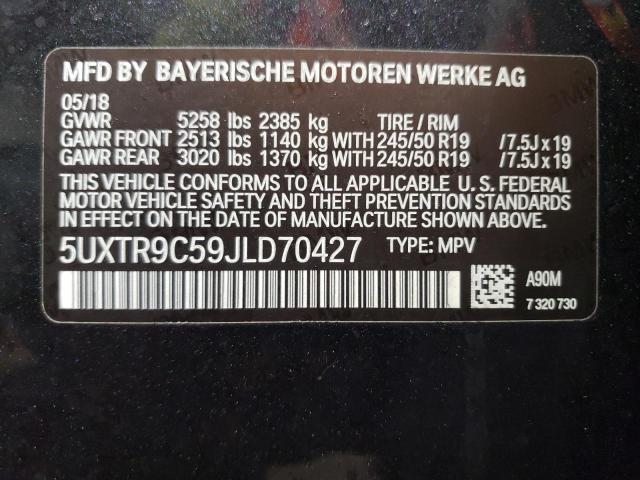 MFD BY BAYERISCHE MOTOREN WERKE AG
05/18
GVWR 5258 lbs 2385 kg TIRE / RIM
GAWR FRONT 2513 lbs 1140 kg WITH 245/50 R19 /7.5J x 19
GAWR REAR 3020 lbs 1370 kg WITH 245/50 R19 /7.5J x 19
THIS VEHICLE CONFORMS TO ALL APPLICABLE U. S. FEDERAL
MOTOR VEHICLE SAFETY AND THEFT PREVENTION STANDARDS
IN EFFECT ON THE DATE OF MANUFACTURE SHOWN ABOVE.
5UXTR9C59JLD70427 TYPE: MPV
A90M
7 320 730